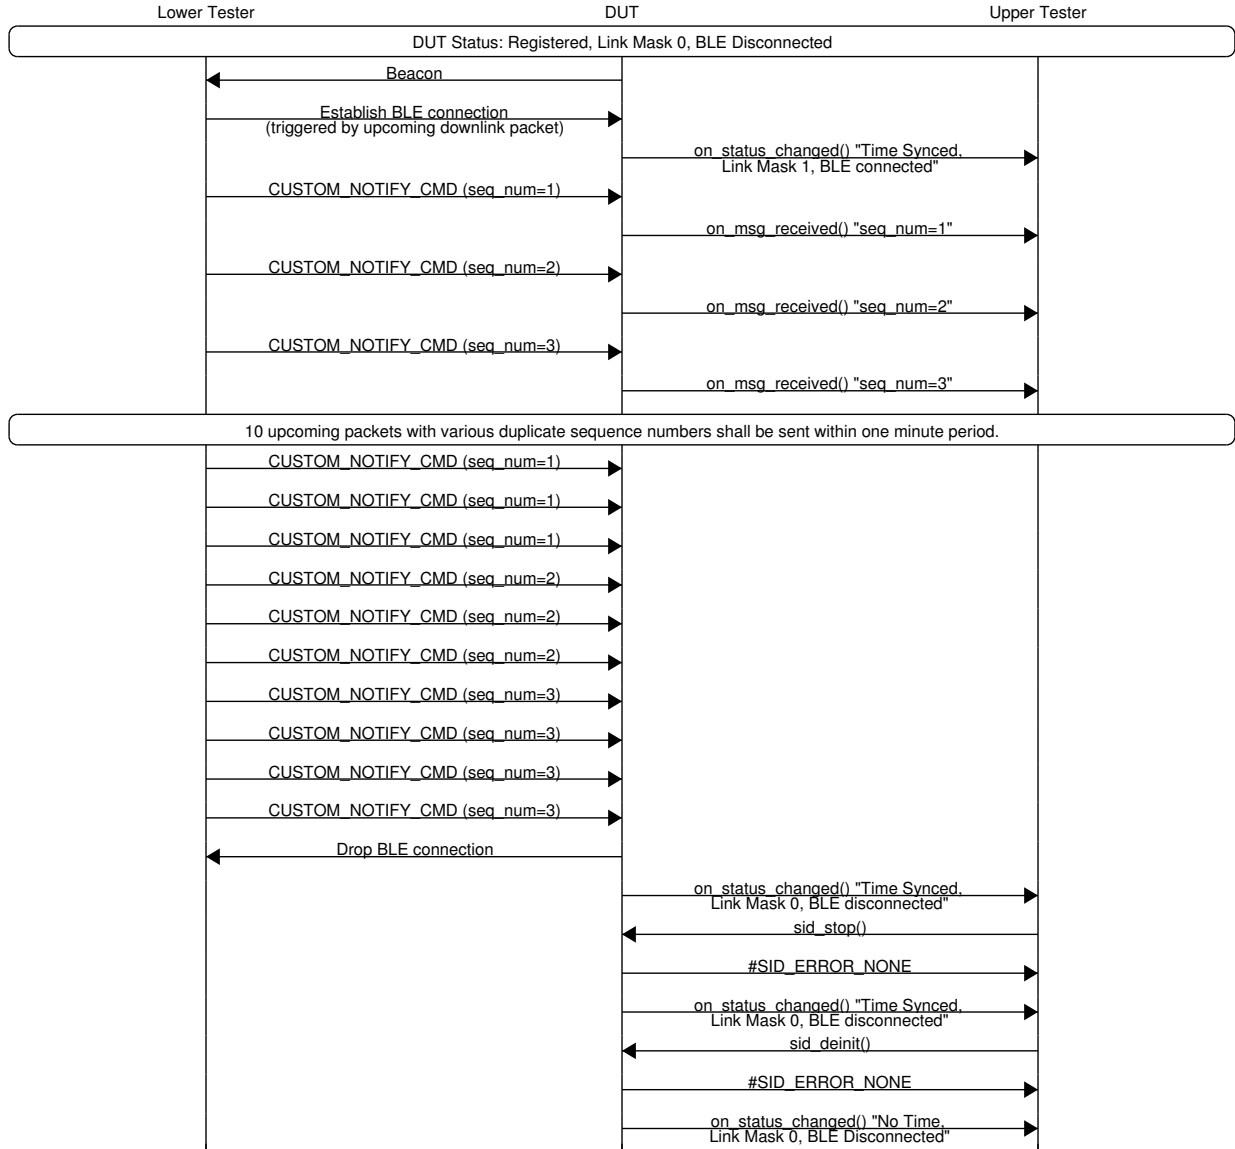 Lower Tester DUT Upper Tester
DUT Status: Registered, Link Mask 0, BLE Disconnected
Beacon
Establish BLE connection
(triggered by upcoming downlink packet)
on_status_changed() "Time Synced,
Link Mask 1, BLE connected"
CUSTOM_NOTIFY_CMD (seq_num=1)
on_msg_received() "seq_num=1"
CUSTOM_NOTIFY_CMD (seq_num=2)
on_msg_received() "seq_num=2"
CUSTOM_NOTIFY_CMD (seq_num=3)
on_msg_received() "seq_num=3"
10 upcoming packets with various duplicate sequence numbers shall be sent within one minute period.
CUSTOM_NOTIFY_CMD (seq_num=1)
CUSTOM_NOTIFY_CMD (seq_num=1)
CUSTOM_NOTIFY_CMD (seq_num=1)
CUSTOM_NOTIFY_CMD (seq_num=2)
CUSTOM_NOTIFY_CMD (seq_num=2)
CUSTOM_NOTIFY_CMD (seq_num=2)
CUSTOM_NOTIFY_CMD (seq_num=3)
CUSTOM_NOTIFY_CMD (seq_num=3)
CUSTOM_NOTIFY_CMD (seq_num=3)
CUSTOM_NOTIFY_CMD (seq_num=3)
Drop BLE connection
on_status_changed() "Time Synced,
Link Mask 0, BLE disconnected"
sid_stop()
#SID_ERROR_NONE
on_status_changed() "Time Synced,
Link Mask 0, BLE disconnected"
sid_deinit()
#SID_ERROR_NONE
on_status_changed() "No Time,
Link Mask 0, BLE Disconnected"